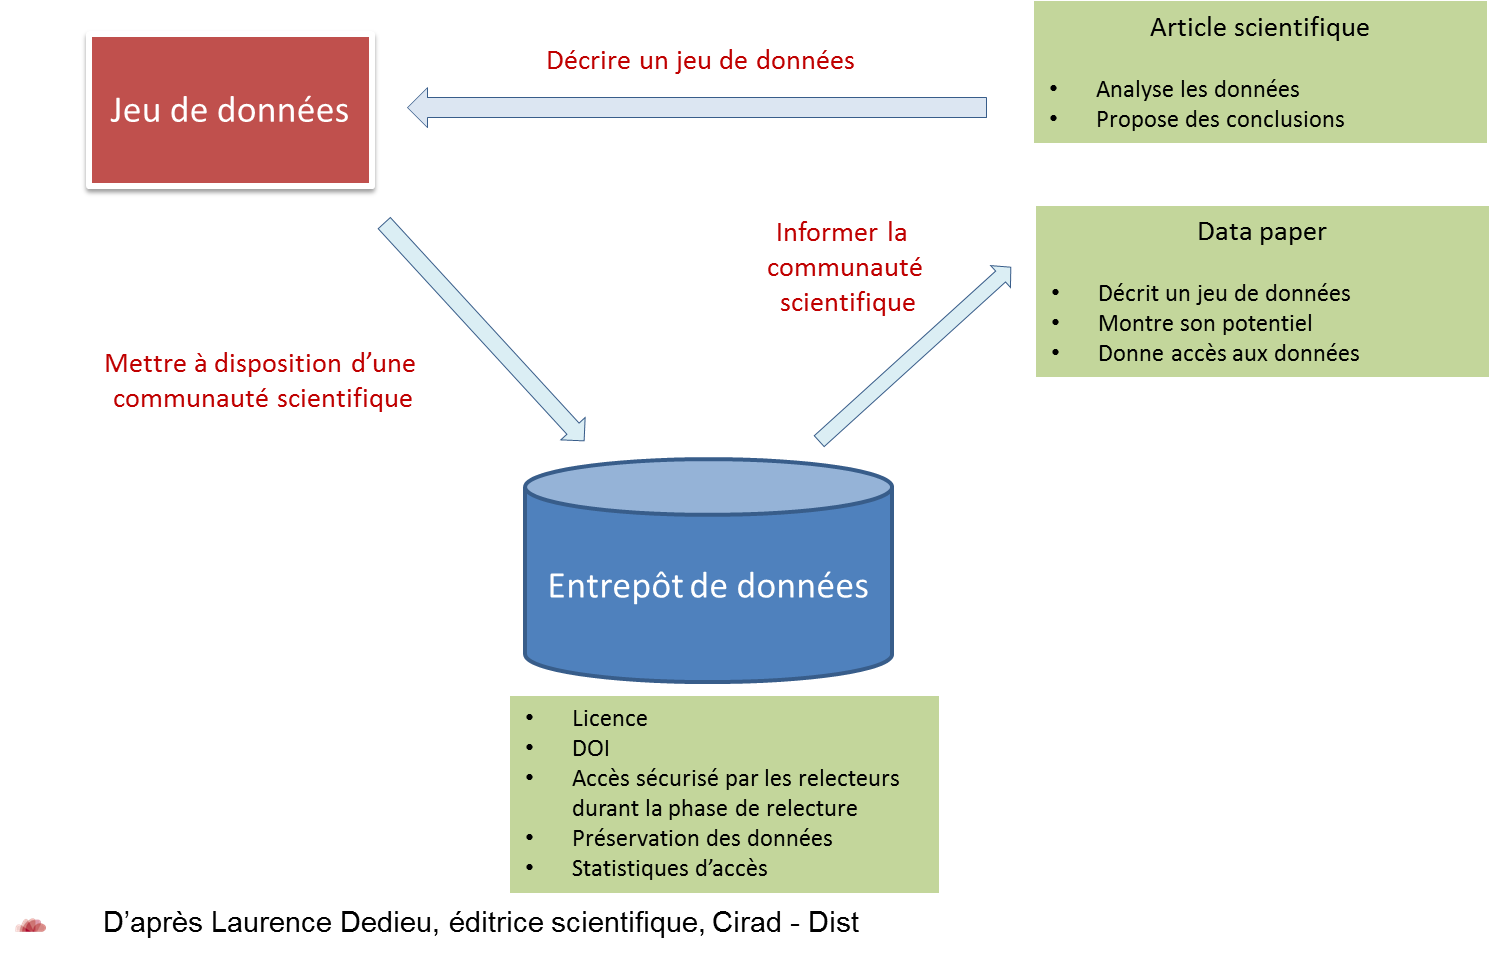 Jeu de données
Décrire un jeu de données
Article scientifique
• Analyse les données
• Propose des conclusions
Informer la
communauté
scientifique
Data paper
• Décrit un jeu de données
• Montre son potentiel
• Donne accès aux données
Mettre à disposition d’une
communauté scientifique
Entrepôt de données
• Licence
• DOI
• Accès sécurisé par les relecteurs
durant la phase de relecture
• Préservation des données
• Statistiques d’accès
D’après Laurence Dedieu, éditrice scientifique, Cirad - Dist